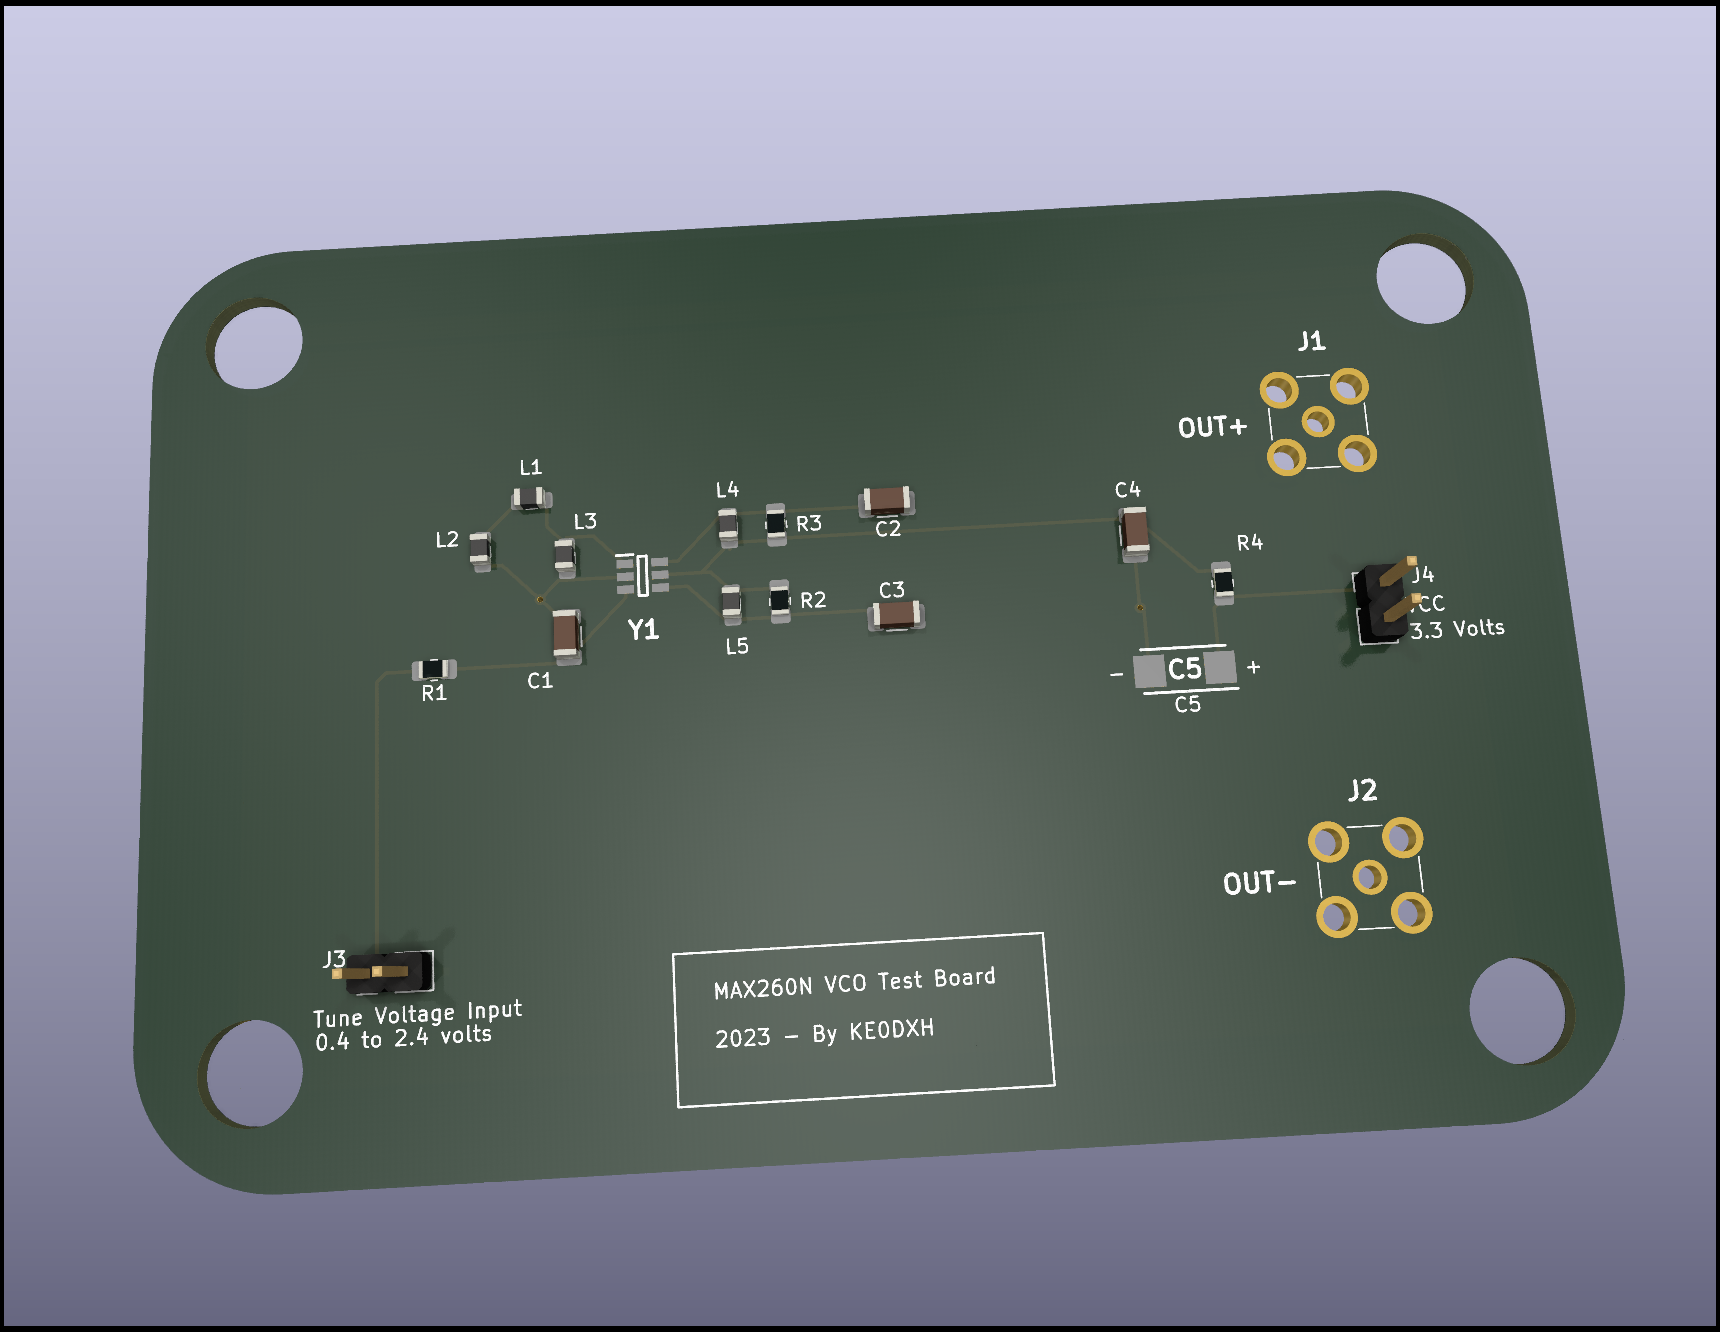 J1
OUT+
L1
L4
C4
L3
R3
C2
L2
R4
J4
C3
R2
VCC
Y1
3.3 Volts
L5
- C5 +
C1
R1
C5
J2
OUT-
J3
MAX260N VCO Test Board
Tune Voltage Input
0.4 to 2.4 volts
2023 - By KE0DXH